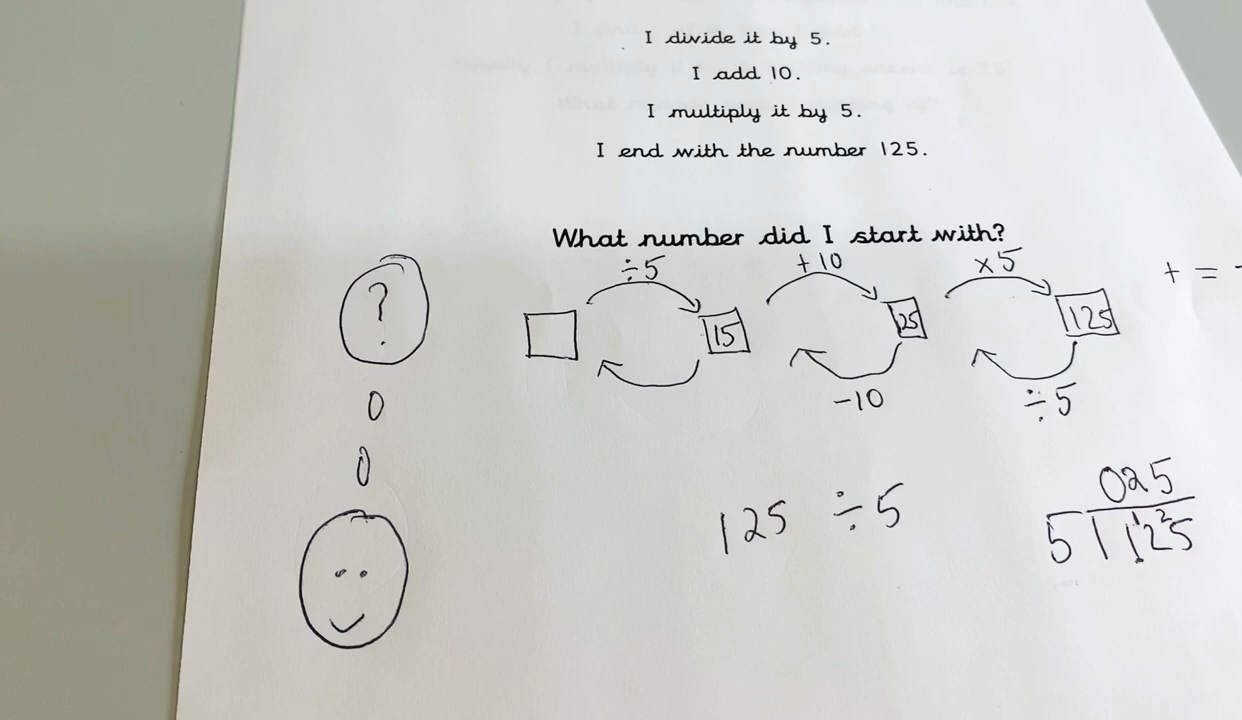 I divide it by 5.
I add 10.
I multiply it by 5.
I end with the number 125.
What number did I start with?
÷5 +10 ×5
+ =
?
15 25 125
-10 ÷5
025
125 ÷5
5 125